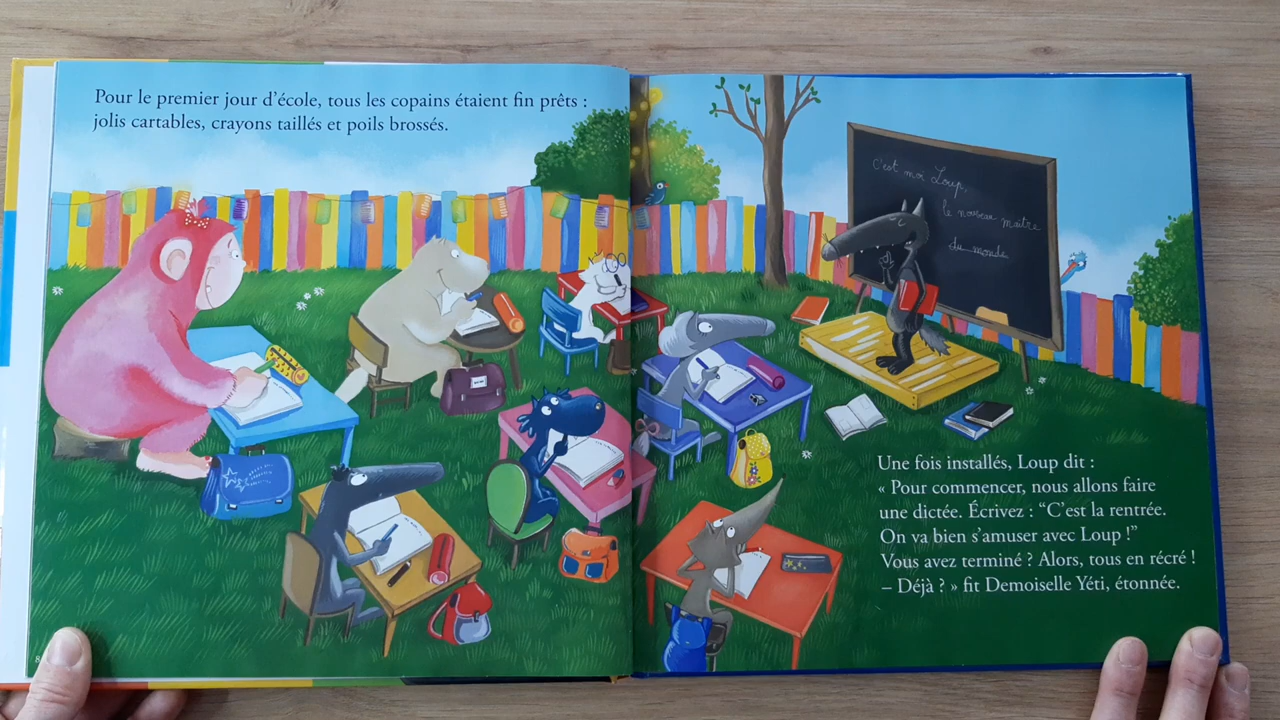 Pour le premier jour d'école, tous les copains étaient fin prêts :
jolis cartables, crayons taillés et poils brossés.
C'est moi Loup,
le nouveau maître
du monde
Une fois installés, Loup dit :
« Pour commencer, nous allons faire
une dictée. Écrivez : “C'est la rentrée.
On va bien s'amuser avec Loup !”
Vous avez terminé ? Alors, tous en récré !
– Déjà ? » fit Demoiselle Yéti, étonnée.
8